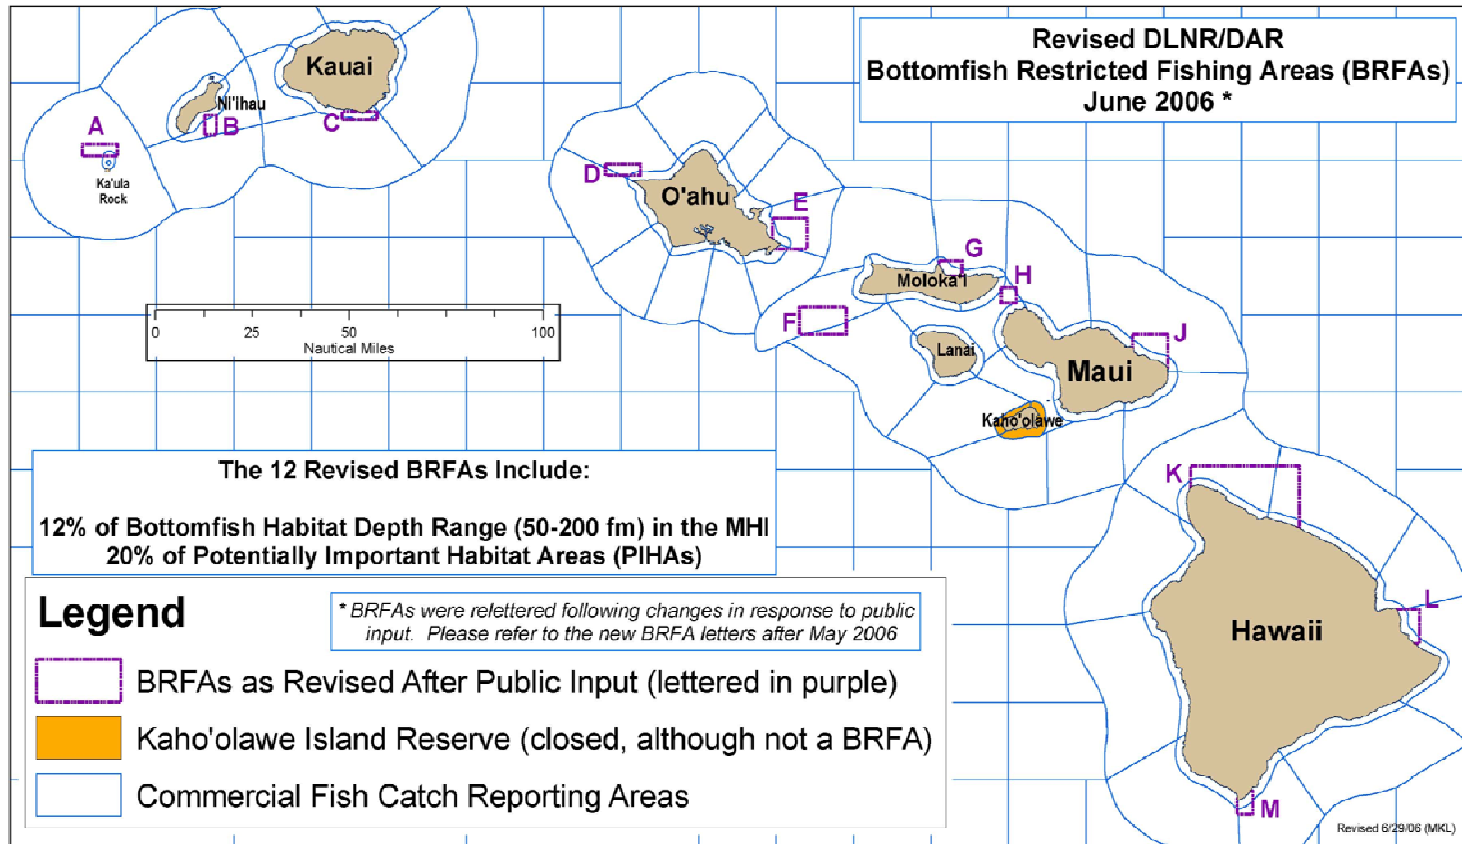 Revised DLNR/DAR
Bottomfish Restricted Fishing Areas (BRFAs)
June 2006 *
Kauai
Ni'ihau
A
B
C
Ka'ula
Rock
D
O'ahu
E
G
Moloka'i
H
F
J
Lanai
Maui
Kaho'olawe
0 25 50 100
Nautical Miles
K
L
Hawaii
M
The 12 Revised BRFAs Include:
12% of Bottomfish Habitat Depth Range (50-200 fm) in the MHI
20% of Potentially Important Habitat Areas (PIHAs)
Legend
* BRFAs were relettered following changes in response to public
input. Please refer to the new BRFA letters after May 2006
BRFAs as Revised After Public Input (lettered in purple)
Kaho'olawe Island Reserve (closed, although not a BRFA)
Commercial Fish Catch Reporting Areas
Revised 6/29/06 (MKL)